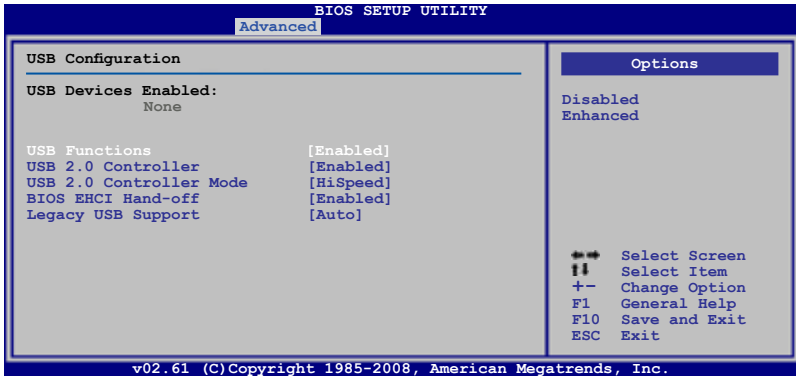 BIOS SETUP UTILITY
Advanced
USB Configuration
USB Devices Enabled:
None
USB Functions [Enabled]
USB 2.0 Controller [Enabled]
USB 2.0 Controller Mode [HiSpeed]
BIOS EHCI Hand-off [Enabled]
Legacy USB Support [Auto]
Options
Disabled
Enhanced
←→ Select Screen
↑↓ Select Item
+- Change Option
F1 General Help
F10 Save and Exit
ESC Exit
v02.61 (C)Copyright 1985-2008, American Megatrends, Inc.